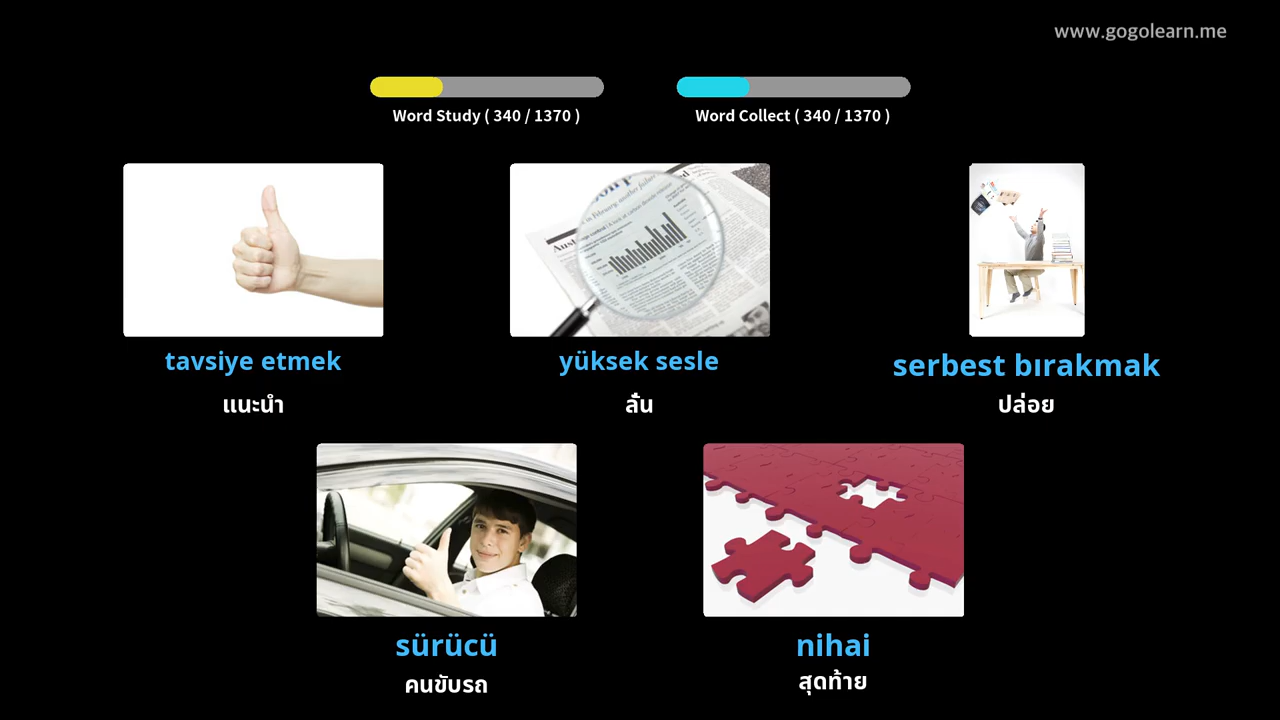 www.gogolearn.me
Word Study ( 340 / 1370 )
Word Collect ( 340 / 1370 )
tavsiye etmek
yüksek sesle
serbest bırakmak
แนะนำ
ลั่น
ปล่อย
sürücü
nihai
คนขับรถ
สุดท้าย